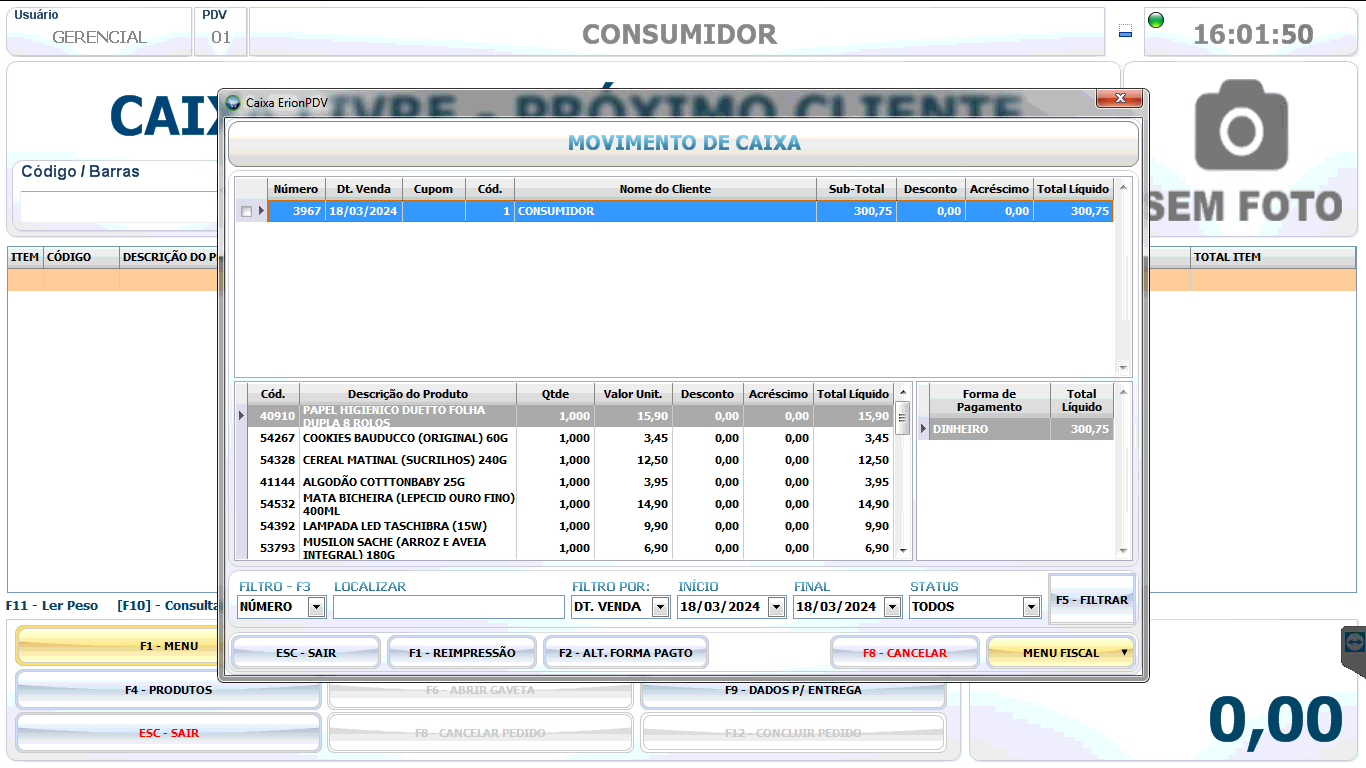 Usuário
GERENCIAL
PDV
01
CONSUMIDOR
16:01:50
CAIXA LIVRE - PRÓXIMO CLIENTE
Código / Barras
SEM FOTO
ITEM CÓDIGO DESCRIÇÃO DO P
TOTAL ITEM
Caixa ErionPDV
MOVIMENTO DE CAIXA
Número Dt. Venda Cupom Cód. Nome do Cliente Sub-Total Desconto Acréscimo Total Líquido
3967 18/03/2024 1 CONSUMIDOR 300,75 0,00 0,00 300,75
Cód. Descrição do Produto Qtde Valor Unit. Desconto Acréscimo Total Líquido
40910 PAPEL HIGIENICO DUETTO FOLHA DUPLA 8 ROLOS 1,000 15,90 0,00 0,00 15,90
54267 COOKIES BAUDUCCO (ORIGINAL) 60G 1,000 3,45 0,00 0,00 3,45
54328 CEREAL MATINAL (SUCRILHOS) 240G 1,000 12,50 0,00 0,00 12,50
41144 ALGODÃO COTTTONBABY 25G 1,000 3,95 0,00 0,00 3,95
54532 MATA BICHEIRA (LEPECID OURO FINO) 400ML 1,000 14,90 0,00 0,00 14,90
54392 LAMPADA LED TASCHIBRA (15W) 1,000 9,90 0,00 0,00 9,90
53793 MUSILON SACHE (ARROZ E AVEIA INTEGRAL) 180G 1,000 6,90 0,00 0,00 6,90
Forma de Pagamento Total Líquido
DINHEIRO 300,75
FILTRO - F3 LOCALIZAR FILTRO POR: INÍCIO FINAL STATUS
NÚMERO DT. VENDA 18/03/2024 18/03/2024 TODOS F5 - FILTRAR
ESC - SAIR F1 - REIMPRESSÃO F2 - ALT. FORMA PAGTO F8 - CANCELAR MENU FISCAL
F11 - Ler Peso [F10] - Consulta
F1 - MENU
F4 - PRODUTOS F6 - ABRIR GAVETA F9 - DADOS P/ ENTREGA
ESC - SAIR F8 - CANCELAR PEDIDO F12 - CONCLUIR PEDIDO
0,00